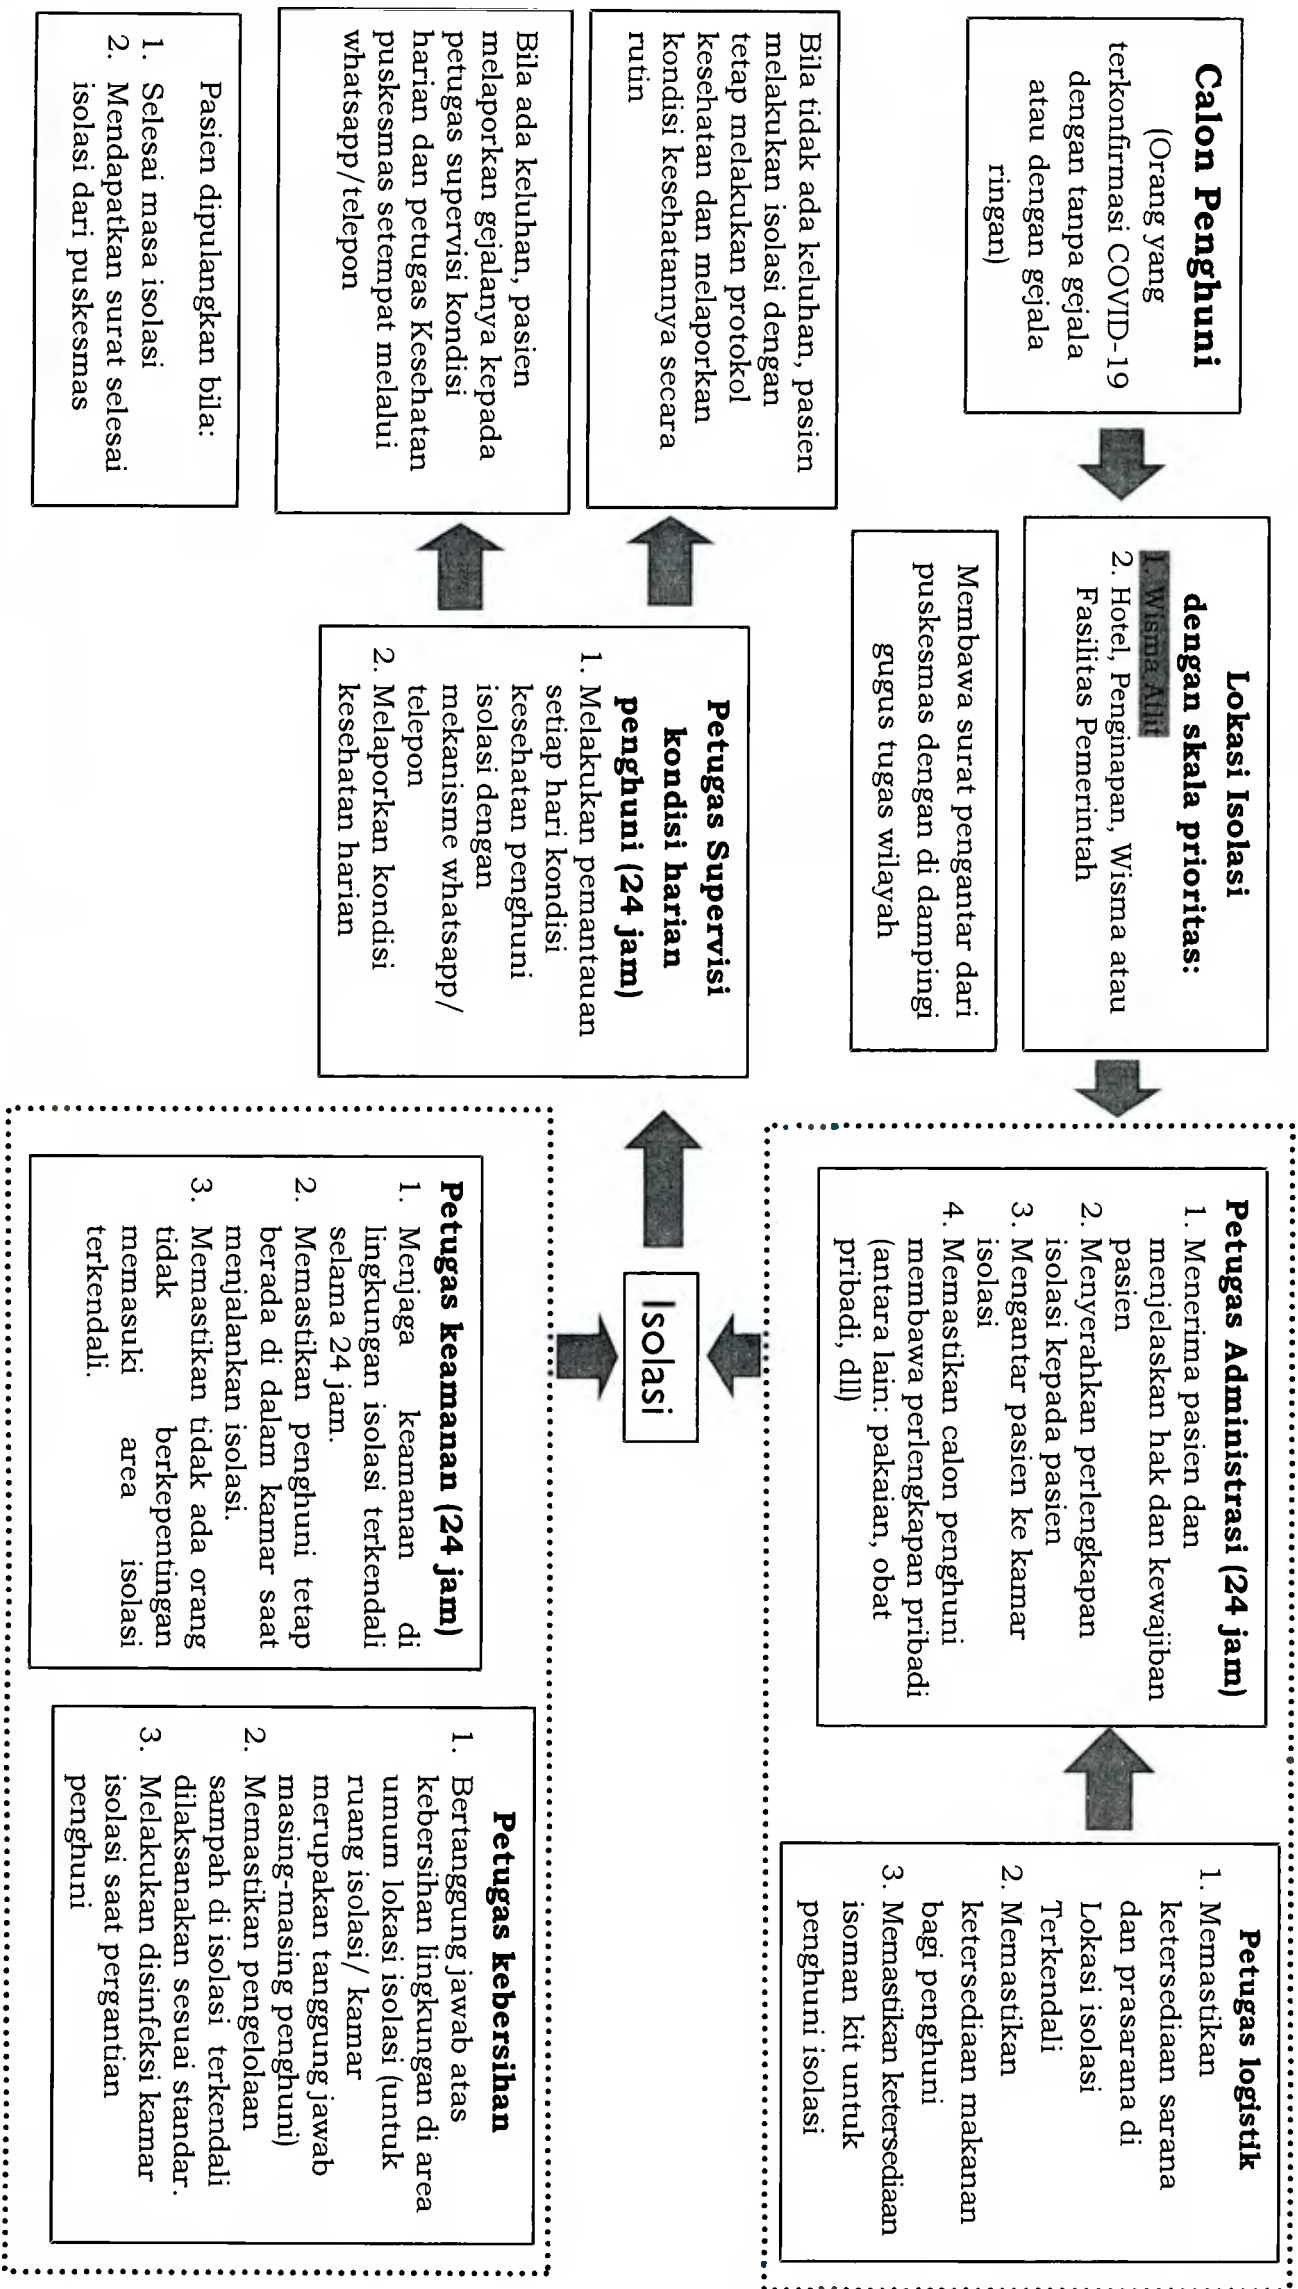 Calon Penghuni
(Orang yang
terkonfirmasi COVID-19
dengan tanpa gejala
atau dengan gejala
ringan)
Lokasi Isolasi
dengan skala prioritas:
1. Wisma Atlit
2. Hotel, Penginapan, Wisma atau
Fasilitas Pemerintah
Membawa surat pengantar dari
puskesmas dengan di dampingi
gugus tugas wilayah
Petugas Administrasi (24 jam)
1. Menerima pasien dan
menjelaskan hak dan kewajiban
pasien
2. Menyerahkan perlengkapan
isolasi kepada pasien
3. Mengantar pasien ke kamar
isolasi
4. Memastikan calon penghuni
membawa perlengkapan pribadi
(antara lain: pakaian, obat
pribadi, dll)
Petugas logistik
1. Memastikan
ketersediaan sarana
dan prasarana di
Lokasi isolasi
Terkendali
2. Memastikan
ketersediaan makanan
bagi penghuni
3. Memastikan ketersediaan
isoman kit untuk
penghuni isolasi
Isolasi
Petugas Supervisi
kondisi harian
penghuni (24 jam)
1. Melakukan pemantauan
setiap hari kondisi
kesehatan penghuni
isolasi dengan
mekanisme whatsapp/
telepon
2. Melaporkan kondisi
kesehatan harian
Bila tidak ada keluhan, pasien
melakukan isolasi dengan
tetap melakukan protokol
kesehatan dan melaporkan
kondisi kesehatannya secara
rutin
Bila ada keluhan, pasien
melaporkan gejalanya kepada
petugas supervisi kondisi
harian dan petugas Kesehatan
puskesmas setempat melalui
whatsapp/telepon
Pasien dipulangkan bila:
1. Selesai masa isolasi
2. Mendapatkan surat selesai
isolasi dari puskesmas
Petugas keamanan (24 jam)
1. Menjaga keamanan di
lingkungan isolasi terkendali
selama 24 jam.
2. Memastikan penghuni tetap
berada di dalam kamar saat
menjalankan isolasi.
3. Memastikan tidak ada orang
tidak berkepentingan
memasuki area isolasi
terkendali.
Petugas kebersihan
1. Bertanggung jawab atas
kebersihan lingkungan di area
umum lokasi isolasi (untuk
ruang isolasi/ kamar
merupakan tanggung jawab
masing-masing penghuni)
2. Memastikan pengelolaan
sampah di isolasi terkendali
dilaksanakan sesuai standar.
3. Melakukan disinfeksi kamar
isolasi saat pergantian
penghuni